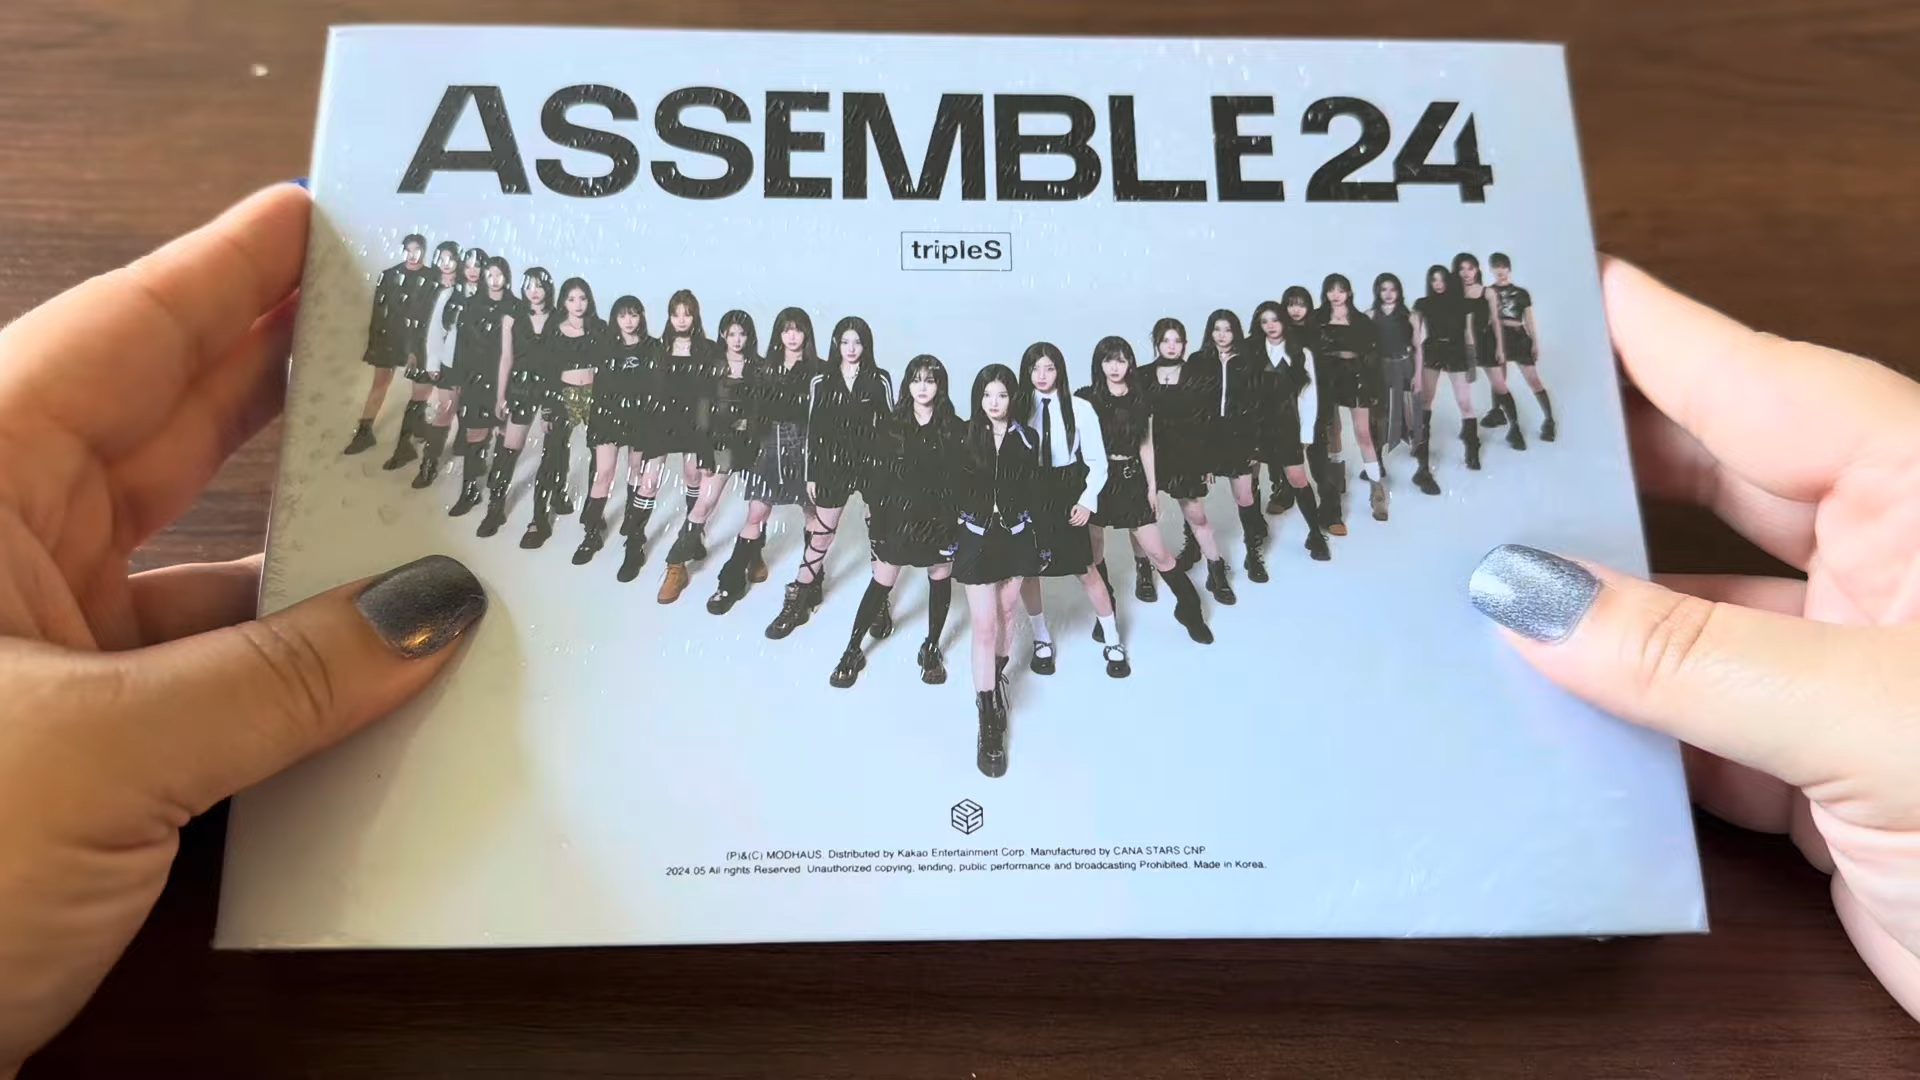 ASSEMBLE24
tripleS
(P)&(C) MODHAUS. Distributed by Kakao Entertainment Corp. Manufactured by CANA STARS CNP
2024.05 All rights Reserved. Unauthorized copying, lending, public performance and broadcasting Prohibited. Made in Korea.